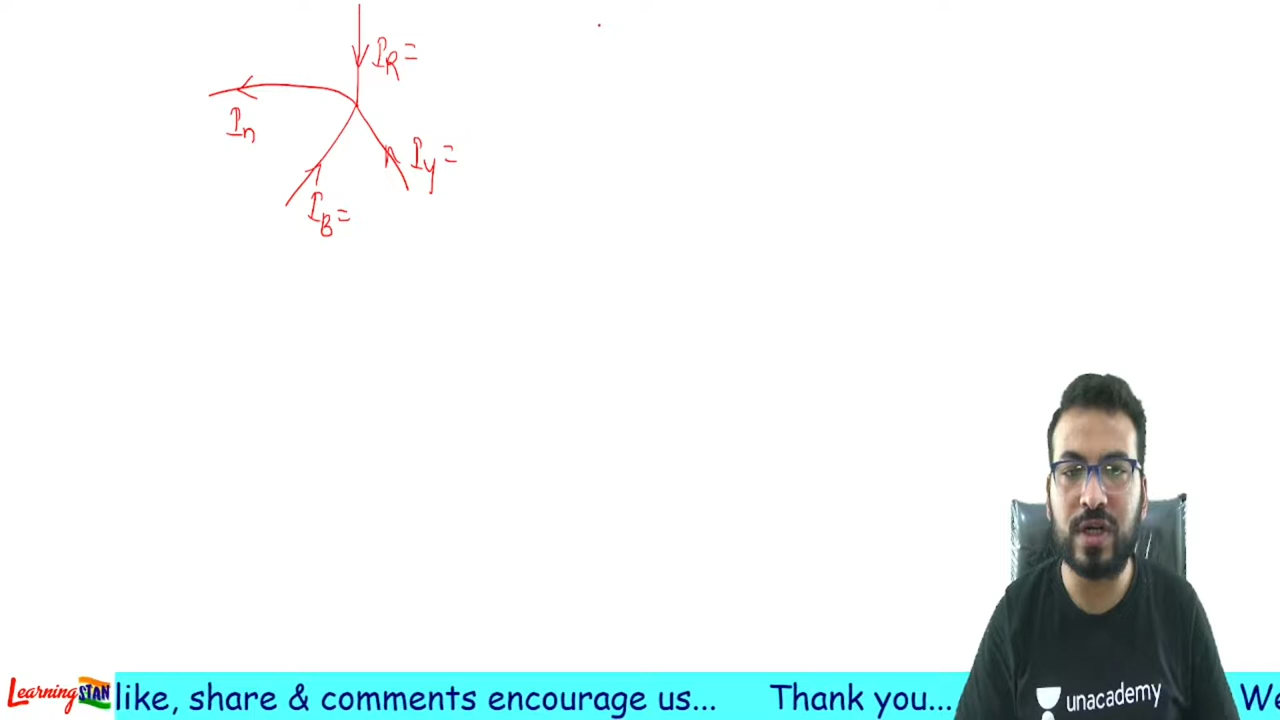 I_R =
I_n
I_Y =
I_B =
unacademy
Learning STAN
like, share & comments encourage us... Thank you... We